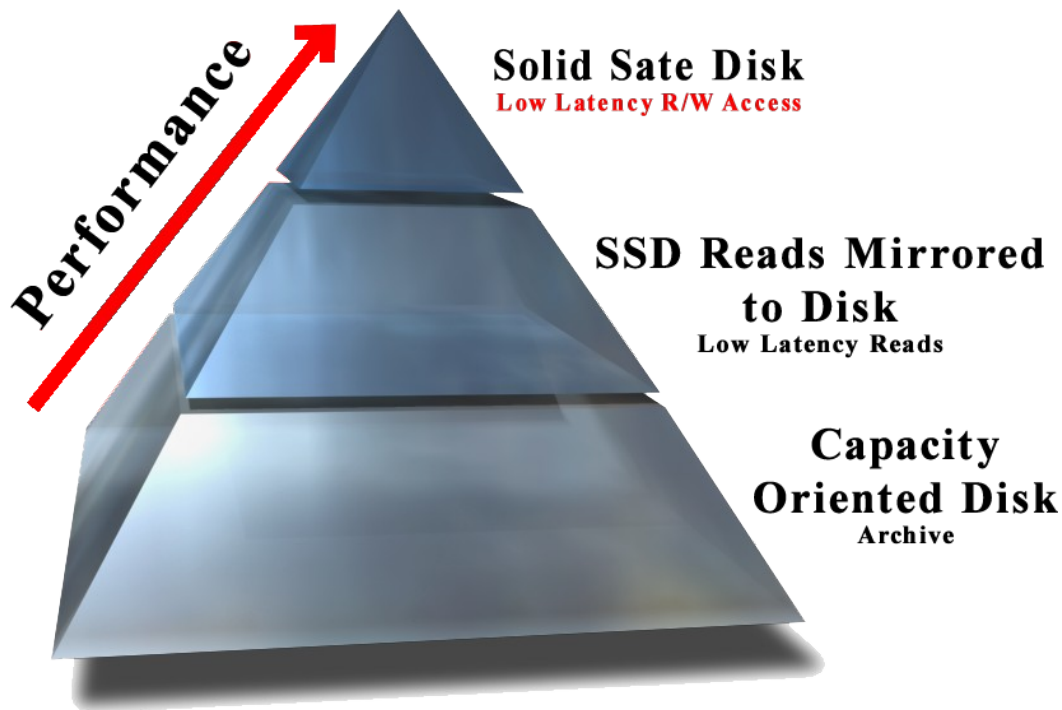 Performance
Solid Sate Disk
Low Latency R/W Access
SSD Reads Mirrored
to Disk
Low Latency Reads
Capacity
Oriented Disk
Archive